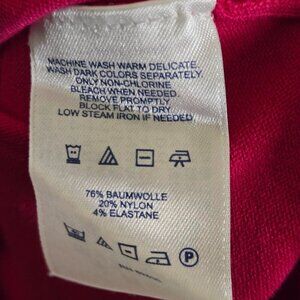 MACHINE WASH WARM DELICATE.
WASH DARK COLORS SEPARATELY.
ONLY NON-CHLORINE
BLEACH WHEN NEEDED.
REMOVE PROMPTLY
BLOCK FLAT TO DRY
LOW STEAM IRON IF NEEDED
76% BAUMWOLLE
20% NYLON
4% ELASTANE
P